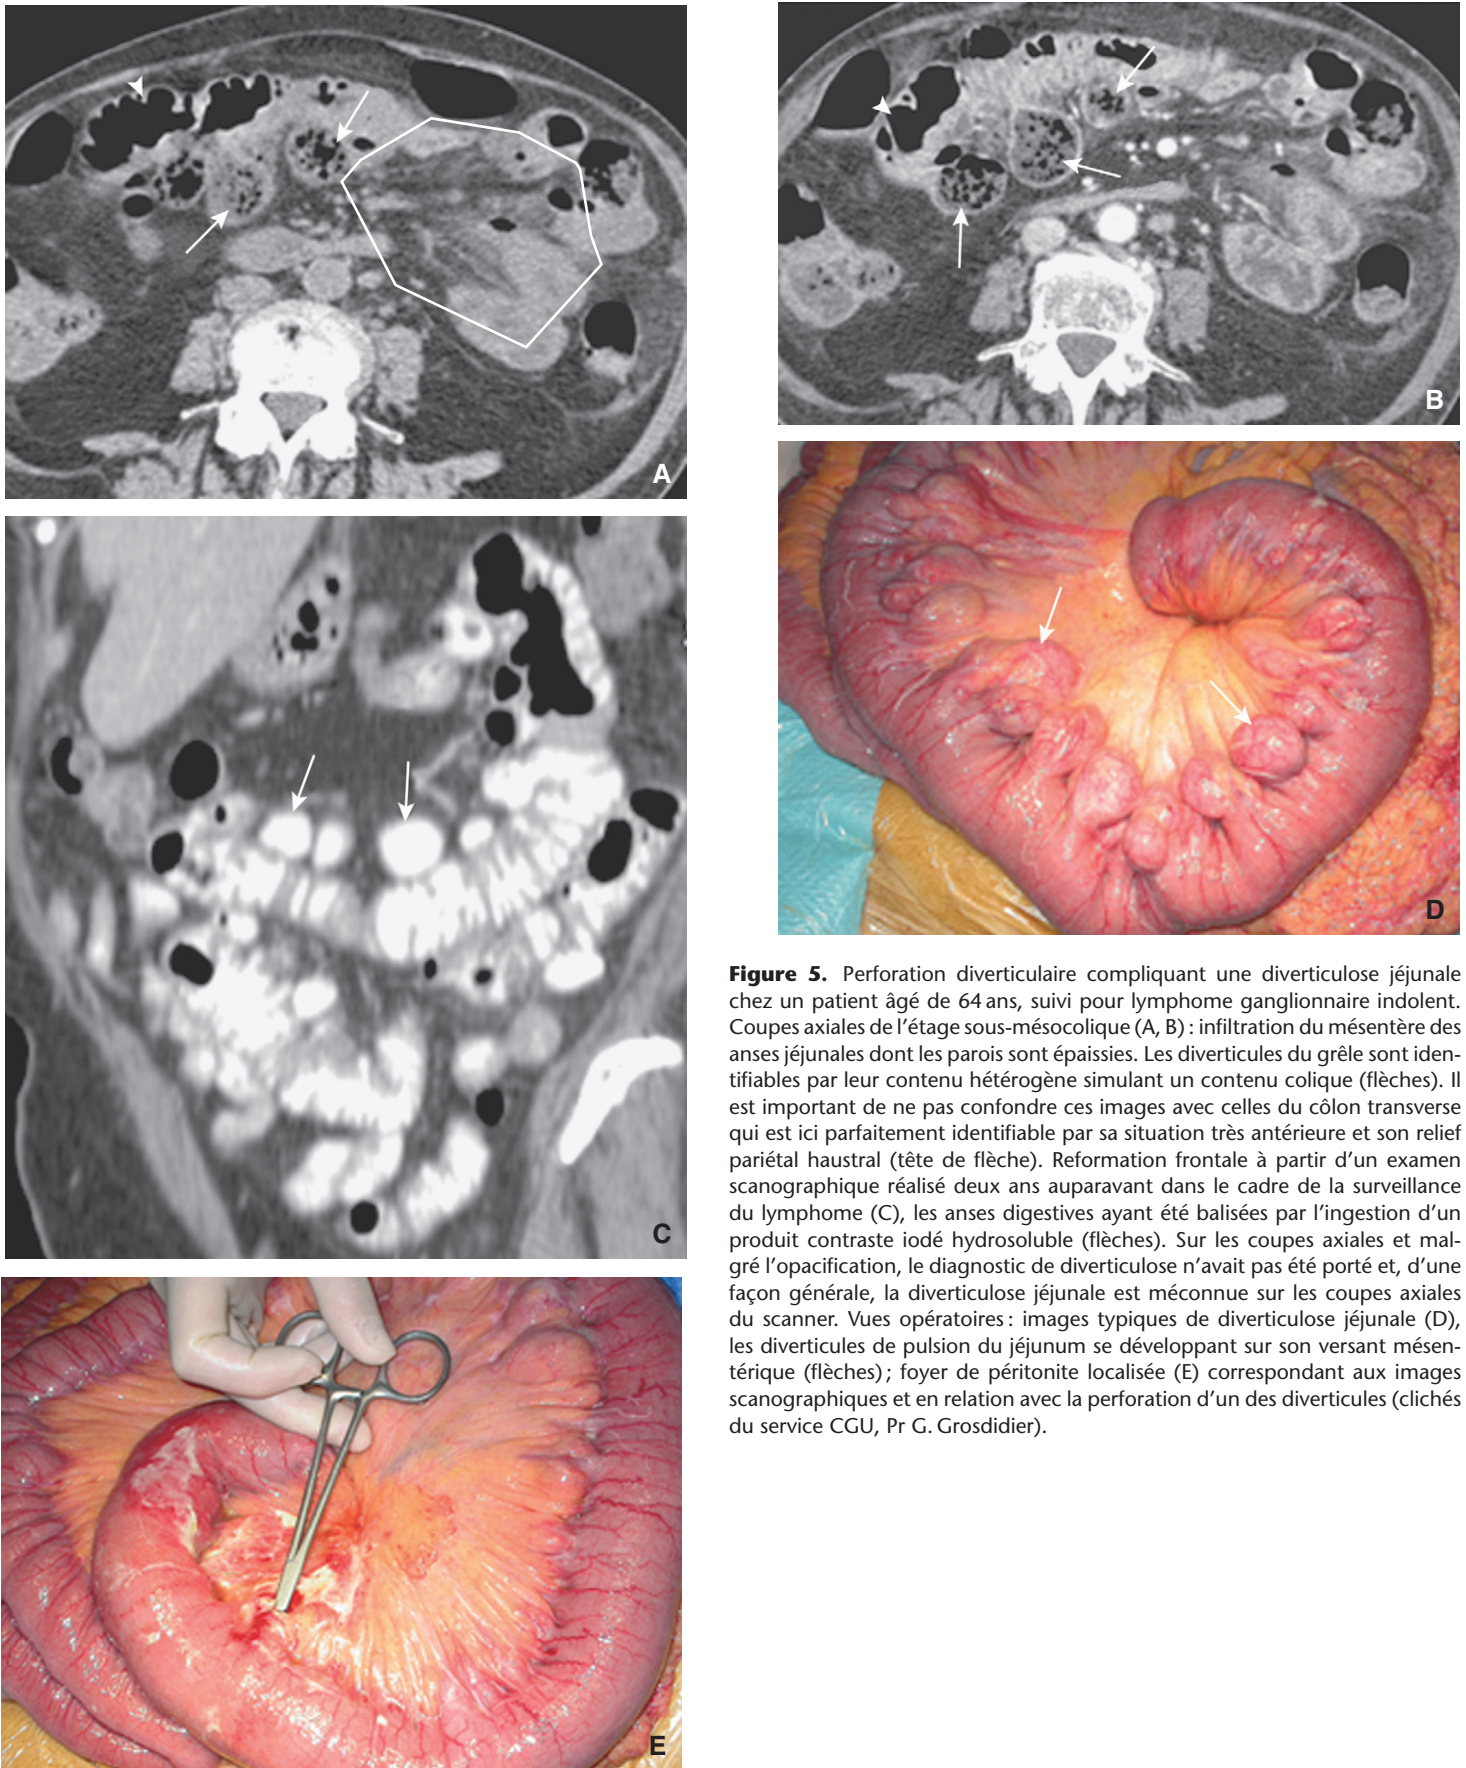 A
B
C
D
E
Figure 5. Perforation diverticulaire compliquant une diverticulose jéjunale
chez un patient âgé de 64 ans, suivi pour lymphome ganglionnaire indolent.
Coupes axiales de l'étage sous-mésocolique (A, B) : infiltration du mésentère des
anses jéjunales dont les parois sont épaissies. Les diverticules du grêle sont iden-
tifiables par leur contenu hétérogène simulant un contenu colique (flèches). Il
est important de ne pas confondre ces images avec celles du côlon transverse
qui est ici parfaitement identifiable par sa situation très antérieure et son relief
pariétal haustral (tête de flèche). Reformation frontale à partir d'un examen
scanographique réalisé deux ans auparavant dans le cadre de la surveillance
du lymphome (C), les anses digestives ayant été balisées par l'ingestion d'un
produit contraste iodé hydrosoluble (flèches). Sur les coupes axiales et mal-
gré l'opacification, le diagnostic de diverticulose n'avait pas été porté et, d'une
façon générale, la diverticulose jéjunale est méconnue sur les coupes axiales
du scanner. Vues opératoires : images typiques de diverticulose jéjunale (D),
les diverticules de pulsion du jéjunum se développant sur son versant mésen-
térique (flèches) ; foyer de péritonite localisée (E) correspondant aux images
scanographiques et en relation avec la perforation d'un des diverticules (clichés
du service CGU, Pr G. Grosdidier).